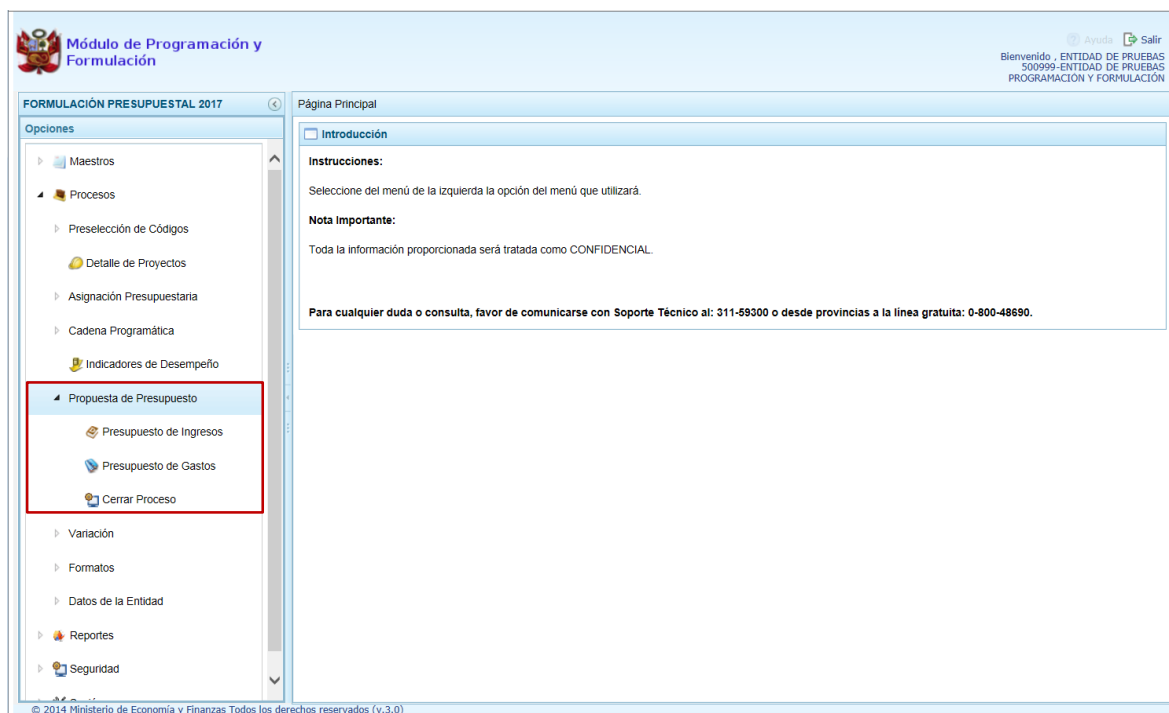 Módulo de Programación y
Formulación
Ayuda Salir
Bienvenido , ENTIDAD DE PRUEBAS
500999-ENTIDAD DE PRUEBAS
PROGRAMACIÓN Y FORMULACIÓN
FORMULACIÓN PRESUPUESTAL 2017
Opciones
Maestros
Procesos
Preselección de Códigos
Detalle de Proyectos
Asignación Presupuestaria
Cadena Programática
Indicadores de Desempeño
Propuesta de Presupuesto
Presupuesto de Ingresos
Presupuesto de Gastos
Cerrar Proceso
Variación
Formatos
Datos de la Entidad
Reportes
Seguridad
Página Principal
Introducción
Instrucciones:
Seleccione del menú de la izquierda la opción del menú que utilizará.
Nota Importante:
Toda la información proporcionada será tratada como CONFIDENCIAL.
Para cualquier duda o consulta, favor de comunicarse con Soporte Técnico al: 311-59300 o desde provincias a la línea gratuita: 0-800-48690.
© 2014 Ministerio de Economía y Finanzas Todos los derechos reservados (v.3.0)